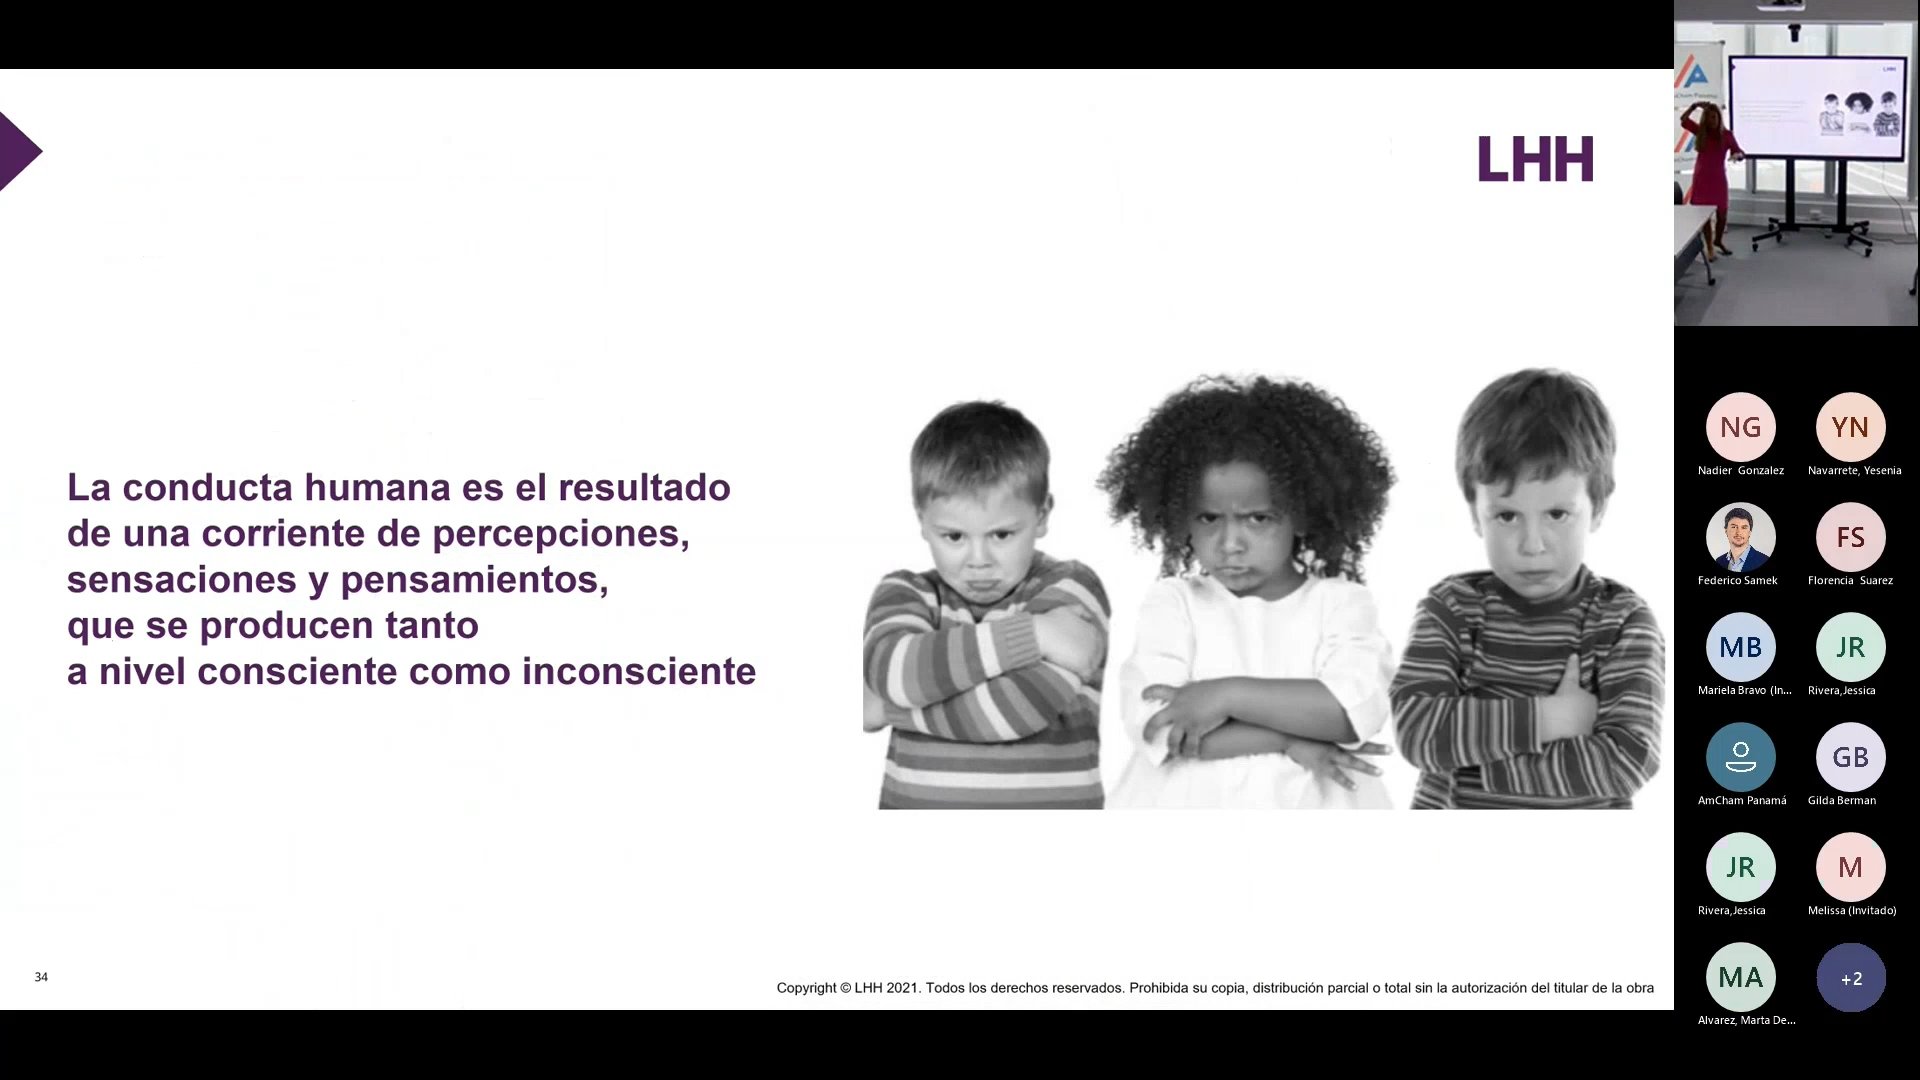 LHH
La conducta humana es el resultado
de una corriente de percepciones,
sensaciones y pensamientos,
que se producen tanto
a nivel consciente como inconsciente
34
Copyright © LHH 2021. Todos los derechos reservados. Prohibida su copia, distribución parcial o total sin la autorización del titular de la obra
NG
Nadier Gonzalez
YN
Navarrete, Yesenia
Federico Samek
FS
Florencia Suarez
MB
Mariela Bravo (In...
JR
Rivera,Jessica
AmCham Panamá
GB
Gilda Berman
JR
Rivera,Jessica
M
Melissa (Invitado)
MA
Alvarez, Marta De...
+2